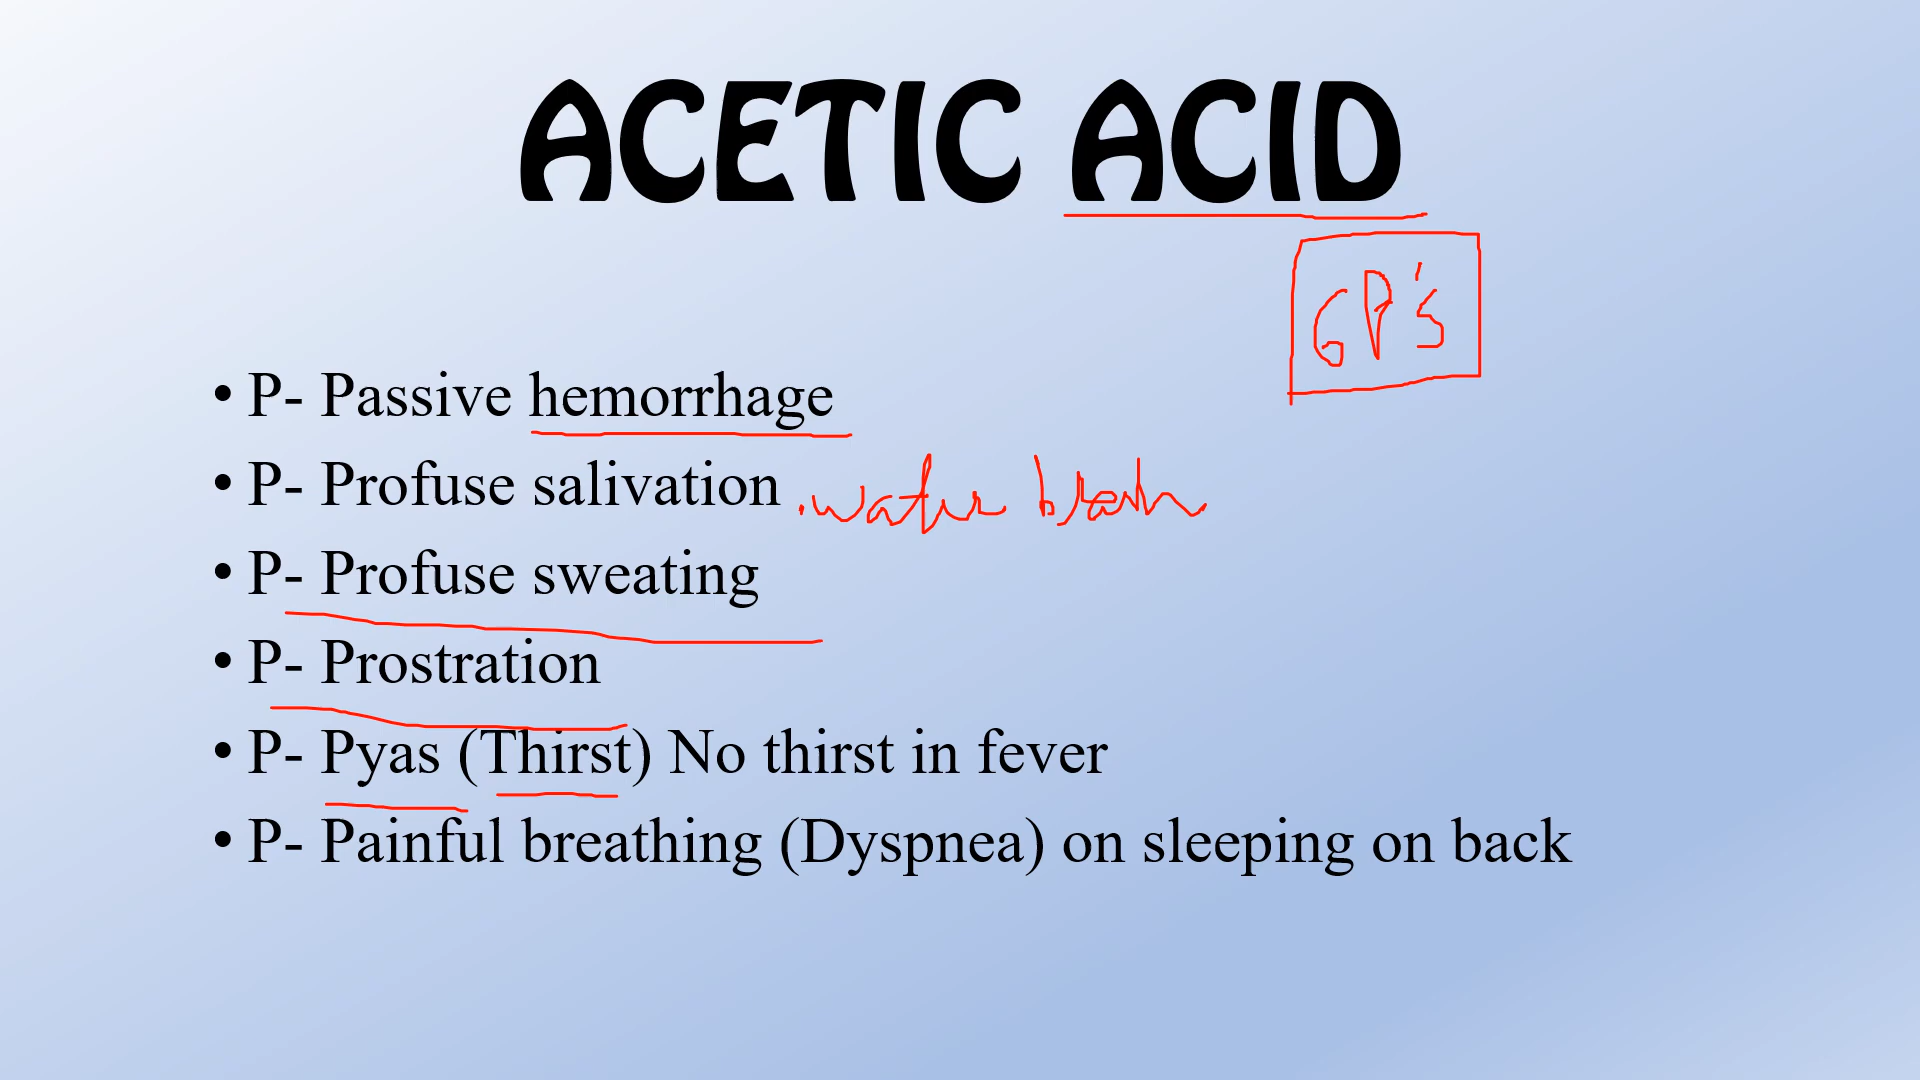 ACETIC ACID
6P's
• P- Passive hemorrhage
• P- Profuse salivation .water brash
• P- Profuse sweating
• P- Prostration
• P- Pyas (Thirst) No thirst in fever
• P- Painful breathing (Dyspnea) on sleeping on back